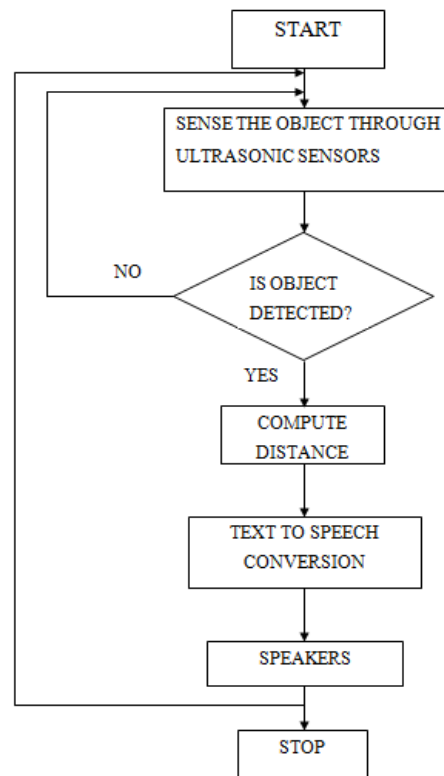 START
SENSE THE OBJECT THROUGH
ULTRASONIC SENSORS
NO
IS OBJECT
DETECTED?
YES
COMPUTE
DISTANCE
TEXT TO SPEECH
CONVERSION
SPEAKERS
STOP